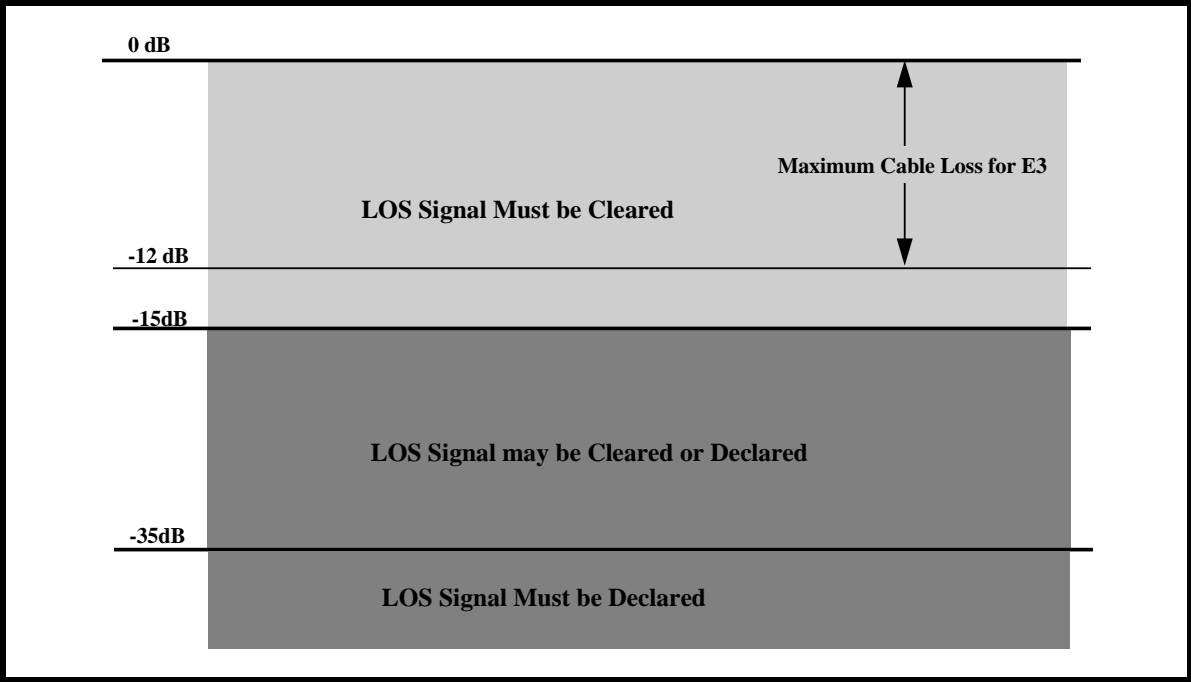 0 dB
Maximum Cable Loss for E3
LOS Signal Must be Cleared
-12 dB
-15dB
LOS Signal may be Cleared or Declared
-35dB
LOS Signal Must be Declared